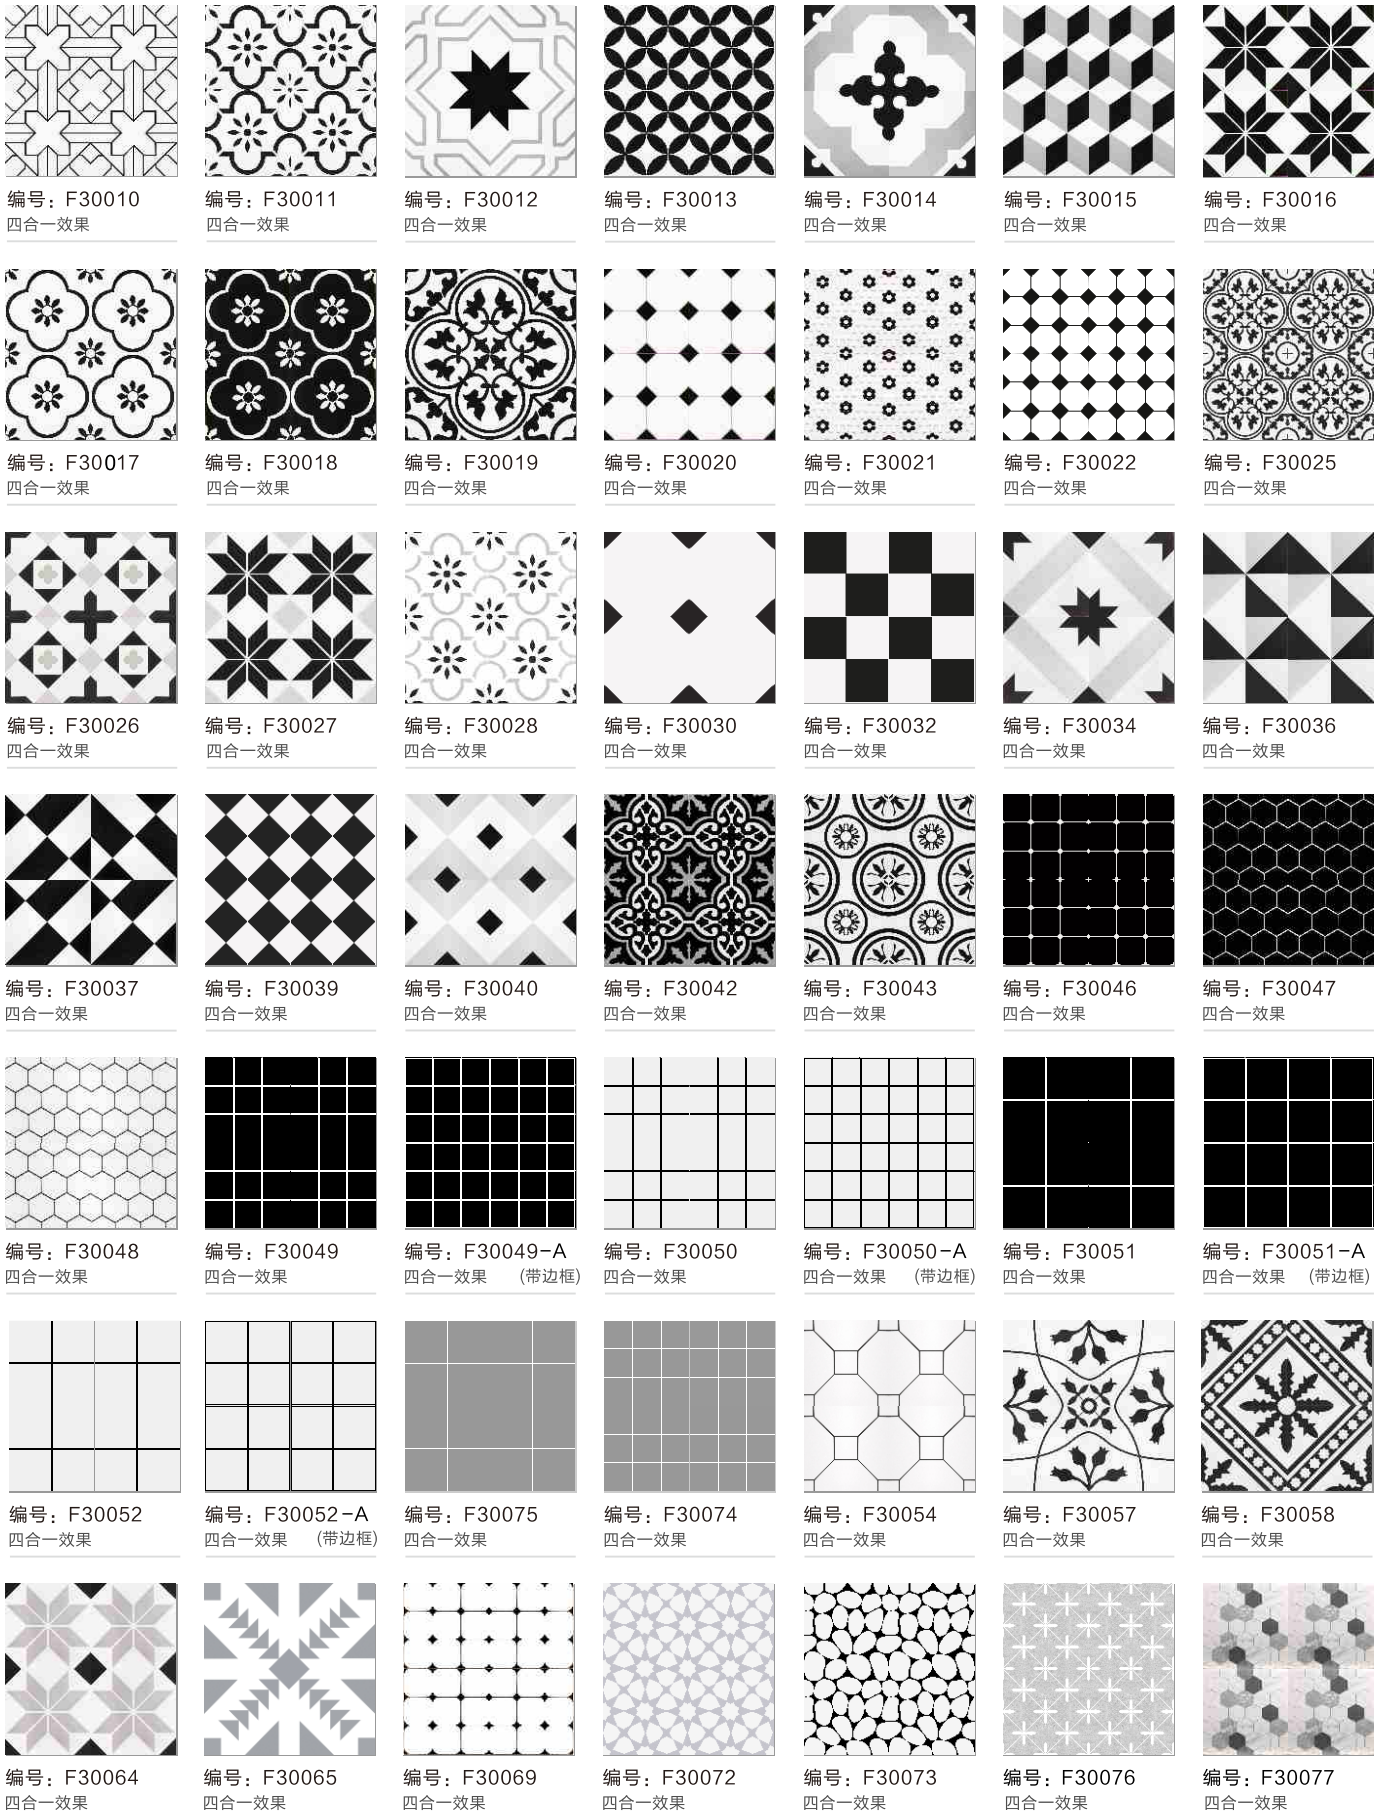 编号：F30010
四合一效果
编号：F30011
四合一效果
编号：F30012
四合一效果
编号：F30013
四合一效果
编号：F30014
四合一效果
编号：F30015
四合一效果
编号：F30016
四合一效果
编号：F30017
四合一效果
编号：F30018
四合一效果
编号：F30019
四合一效果
编号：F30020
四合一效果
编号：F30021
四合一效果
编号：F30022
四合一效果
编号：F30025
四合一效果
编号：F30026
四合一效果
编号：F30027
四合一效果
编号：F30028
四合一效果
编号：F30030
四合一效果
编号：F30032
四合一效果
编号：F30034
四合一效果
编号：F30036
四合一效果
编号：F30037
四合一效果
编号：F30039
四合一效果
编号：F30040
四合一效果
编号：F30042
四合一效果
编号：F30043
四合一效果
编号：F30046
四合一效果
编号：F30047
四合一效果
编号：F30048
四合一效果
编号：F30049
四合一效果
编号：F30049-A
四合一效果 (带边框)
编号：F30050
四合一效果
编号：F30050-A
四合一效果 (带边框)
编号：F30051
四合一效果
编号：F30051-A
四合一效果 (带边框)
编号：F30052
四合一效果
编号：F30052-A
四合一效果 (带边框)
编号：F30075
四合一效果
编号：F30074
四合一效果
编号：F30054
四合一效果
编号：F30057
四合一效果
编号：F30058
四合一效果
编号：F30064
四合一效果
编号：F30065
四合一效果
编号：F30069
四合一效果
编号：F30072
四合一效果
编号：F30073
四合一效果
编号：F30076
四合一效果
编号：F30077
四合一效果